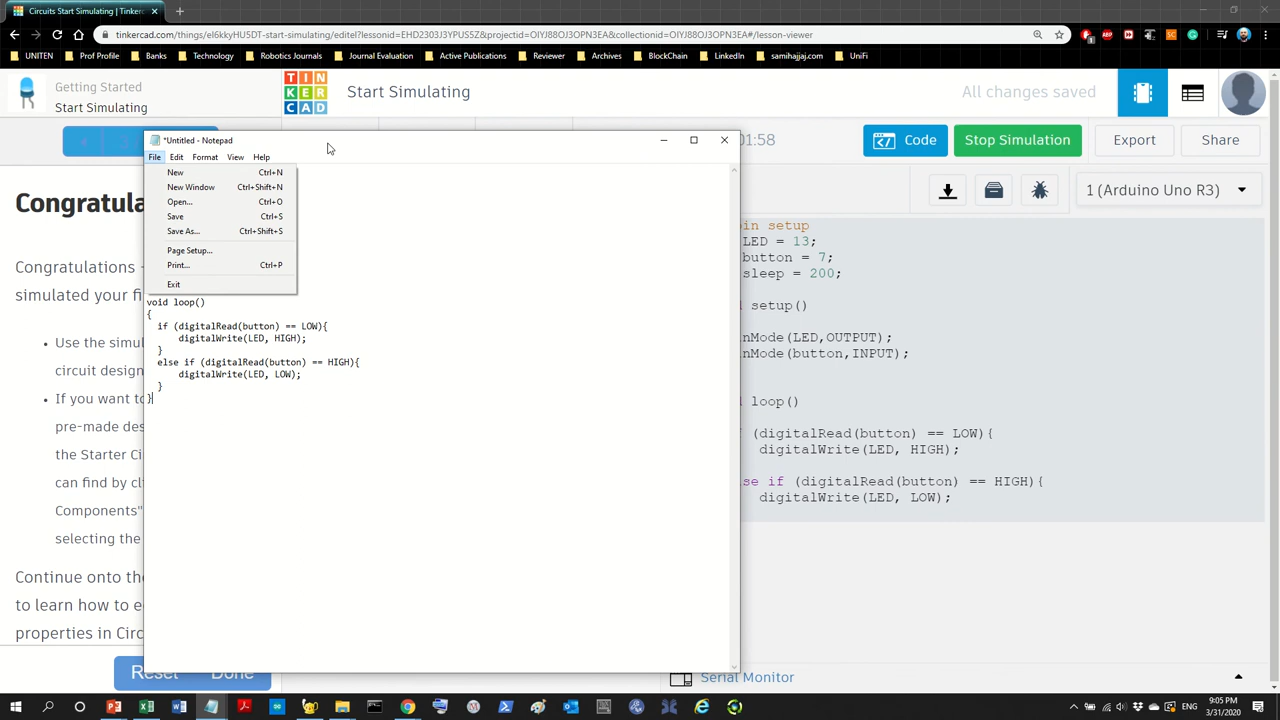 Circuits Start Simulating | Tinker
tinkercad.com/things/el6kkyHU5DT-start-simulating/editel?lessonid=EHD2303J3YPUS5Z&projectid=OIYJ88OJ3OPN3EA&collectionid=OIYJ88OJ3OPN3EA#/lesson-viewer
UNITEN Prof Profile Banks Technology Robotics Journals Journal Evaluation Active Publications Reviewer Archives BlockChain LinkedIn samihajjaj.com UniFi
Getting Started
Start Simulating
TIN
KER
CAD
Start Simulating
All changes saved
01:58
Code
Stop Simulation
Export
Share
1 (Arduino Uno R3)
Congratula
Congratulations
simulated your fi
Use the simul
circuit design
If you want to
pre-made des
the Starter Ci
can find by cl
Components"
selecting the
Continue onto the
to learn how to e
properties in Circ
Reset
Done
*Untitled - Notepad
File Edit Format View Help
New Ctrl+N
New Window Ctrl+Shift+N
Open... Ctrl+O
Save Ctrl+S
Save As... Ctrl+Shift+S
Page Setup...
Print... Ctrl+P
Exit
void loop()
{
if (digitalRead(button) == LOW){
digitalWrite(LED, HIGH);
}
else if (digitalRead(button) == HIGH){
digitalWrite(LED, LOW);
}
}
in setup
LED = 13;
button = 7;
sleep = 200;
d setup()
inMode(LED,OUTPUT);
inMode(button,INPUT);
d loop()
(digitalRead(button) == LOW){
digitalWrite(LED, HIGH);
se if (digitalRead(button) == HIGH){
digitalWrite(LED, LOW);
Serial Monitor
9:05 PM
3/31/2020